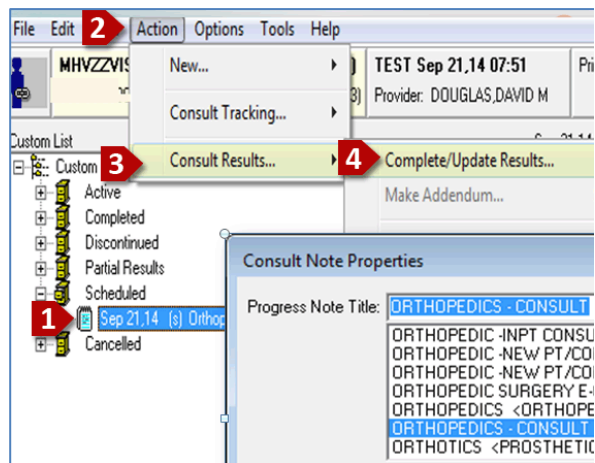 File Edit 2 Action Options Tools Help
MHVZZVIS
New...
TEST Sep 21,14 07:51
Provider: DOUGLAS,DAVID M
Consult Tracking...
Custom List
3 Consult Results...
4 Complete/Update Results...
Make Addendum...
Custom
Active
Completed
Discontinued
Partial Results
Scheduled
1 Sep 21,14 (s) Orthop
Cancelled
Consult Note Properties
Progress Note Title: ORTHOPEDICS - CONSULT
ORTHOPEDIC -INPT CONSU
ORTHOPEDIC -NEW PT/CO
ORTHOPEDIC -NEW PT/CO
ORTHOPEDIC SURGERY E-
ORTHOPEDICS <ORTHOPE
ORTHOPEDICS - CONSULT
ORTHOTICS <PROSTHETIC